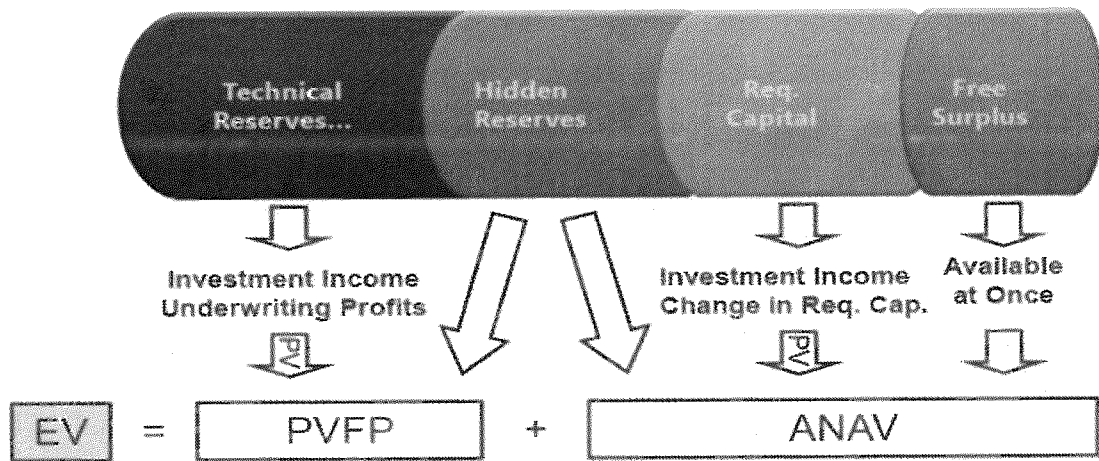 Technical
Reserves...
Hidden
Reserves
Req.
Capital
Free
Surplus
Investment Income
Underwriting Profits
Investment Income
Change in Req. Cap.
Available
at Once
PV
PV
EV = PVFP + ANAV